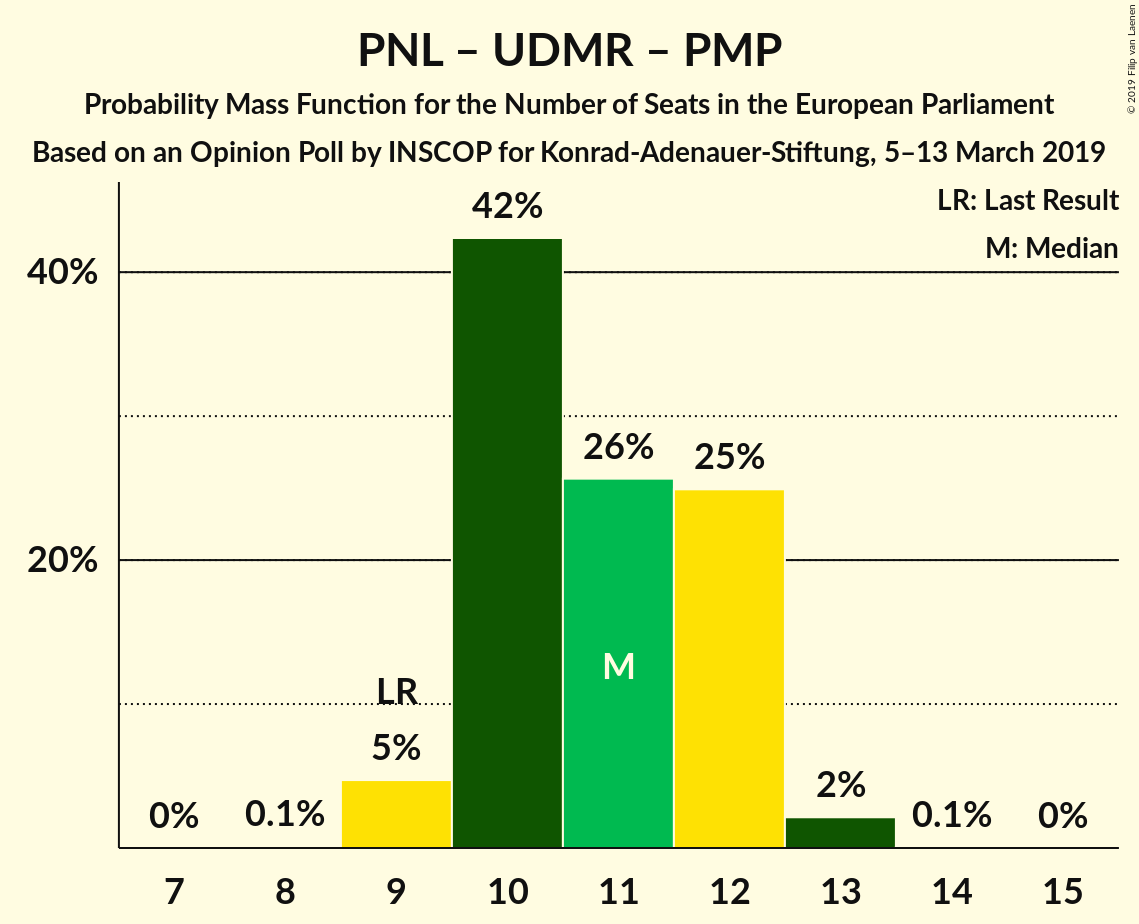 PNL – UDMR – PMP
Probability Mass Function for the Number of Seats in the European Parliament
Based on an Opinion Poll by INSCOP for Konrad-Adenauer-Stiftung, 5–13 March 2019
© 2019 Filip van Laenen
LR: Last Result
M: Median
42%
40%
26%
25%
20%
M
LR
5%
2%
0%
0.1%
0.1%
0%
7 8 9 10 11 12 13 14 15